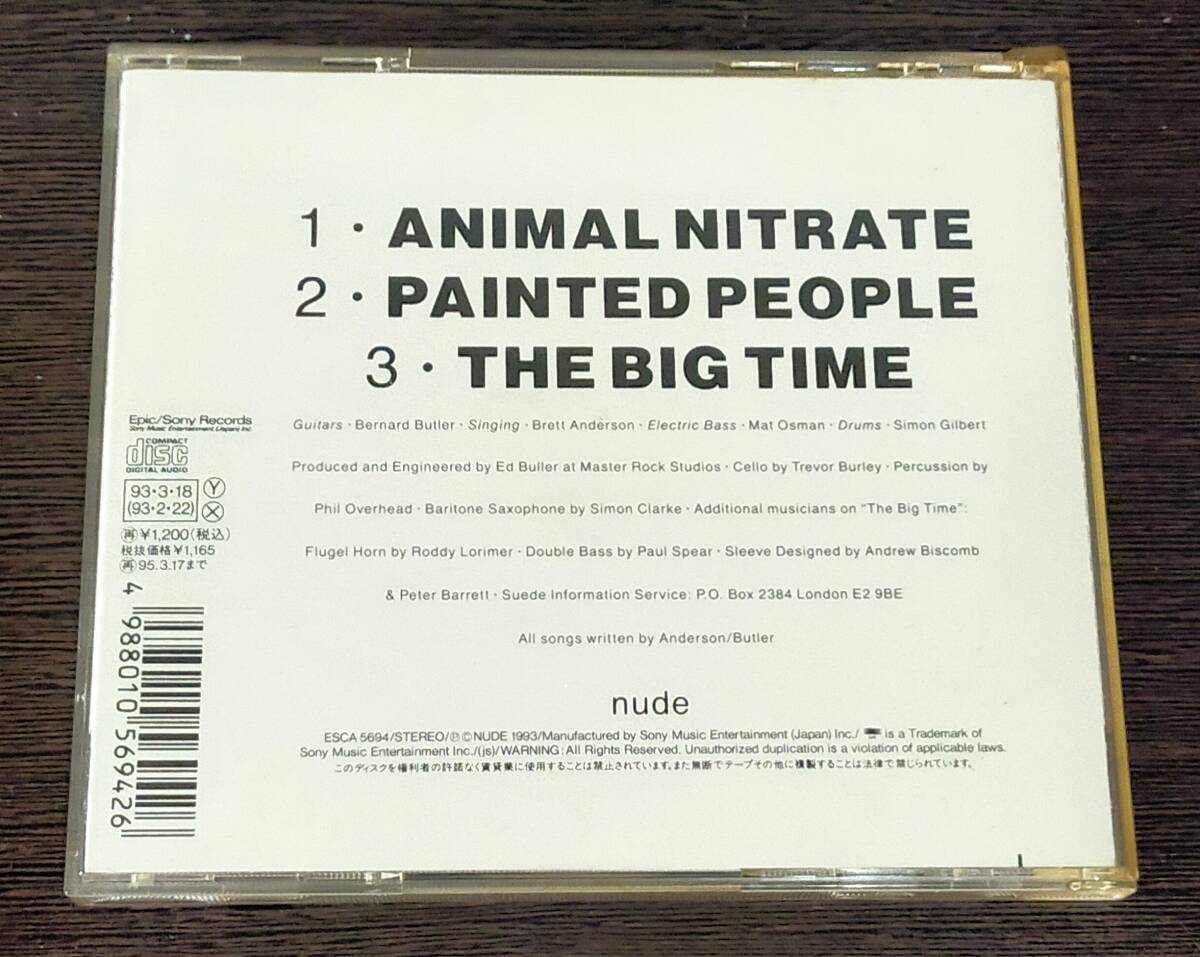 1 · ANIMAL NITRATE
2 · PAINTED PEOPLE
3 · THE BIG TIME
Guitars · Bernard Butler · Singing · Brett Anderson · Electric Bass · Mat Osman · Drums · Simon Gilbert
Produced and Engineered by Ed Buller at Master Rock Studios · Cello by Trevor Burley · Percussion by
Phil Overhead · Baritone Saxophone by Simon Clarke · Additional musicians on "The Big Time":
Flugel Horn by Roddy Lorimer · Double Bass by Paul Spear · Sleeve Designed by Andrew Biscomb
& Peter Barrett · Suede Information Service: P.O. Box 2384 London E2 9BE
All songs written by Anderson/Butler
nude
ESCA 5694/STEREO/Ⓟ©NUDE 1993/Manufactured by Sony Music Entertainment (Japan) Inc./ is a Trademark of
Sony Music Entertainment Inc./(js)/WARNING: All Rights Reserved. Unauthorized duplication is a violation of applicable laws.
このディスクを権利者の許諾なく賃貸業に使用することは禁止されています。また無断でテープその他に複製することは法律で禁じられています。
Epic/Sony Records
Sony Music Entertainment (Japan) Inc.
COMPACT
disc
DIGITAL AUDIO
93·3·18 Ⓨ
(93·2·22) Ⓧ
再¥1,200(税込)
税抜価格¥1,165
再95.3.17まで
4 988010 569426